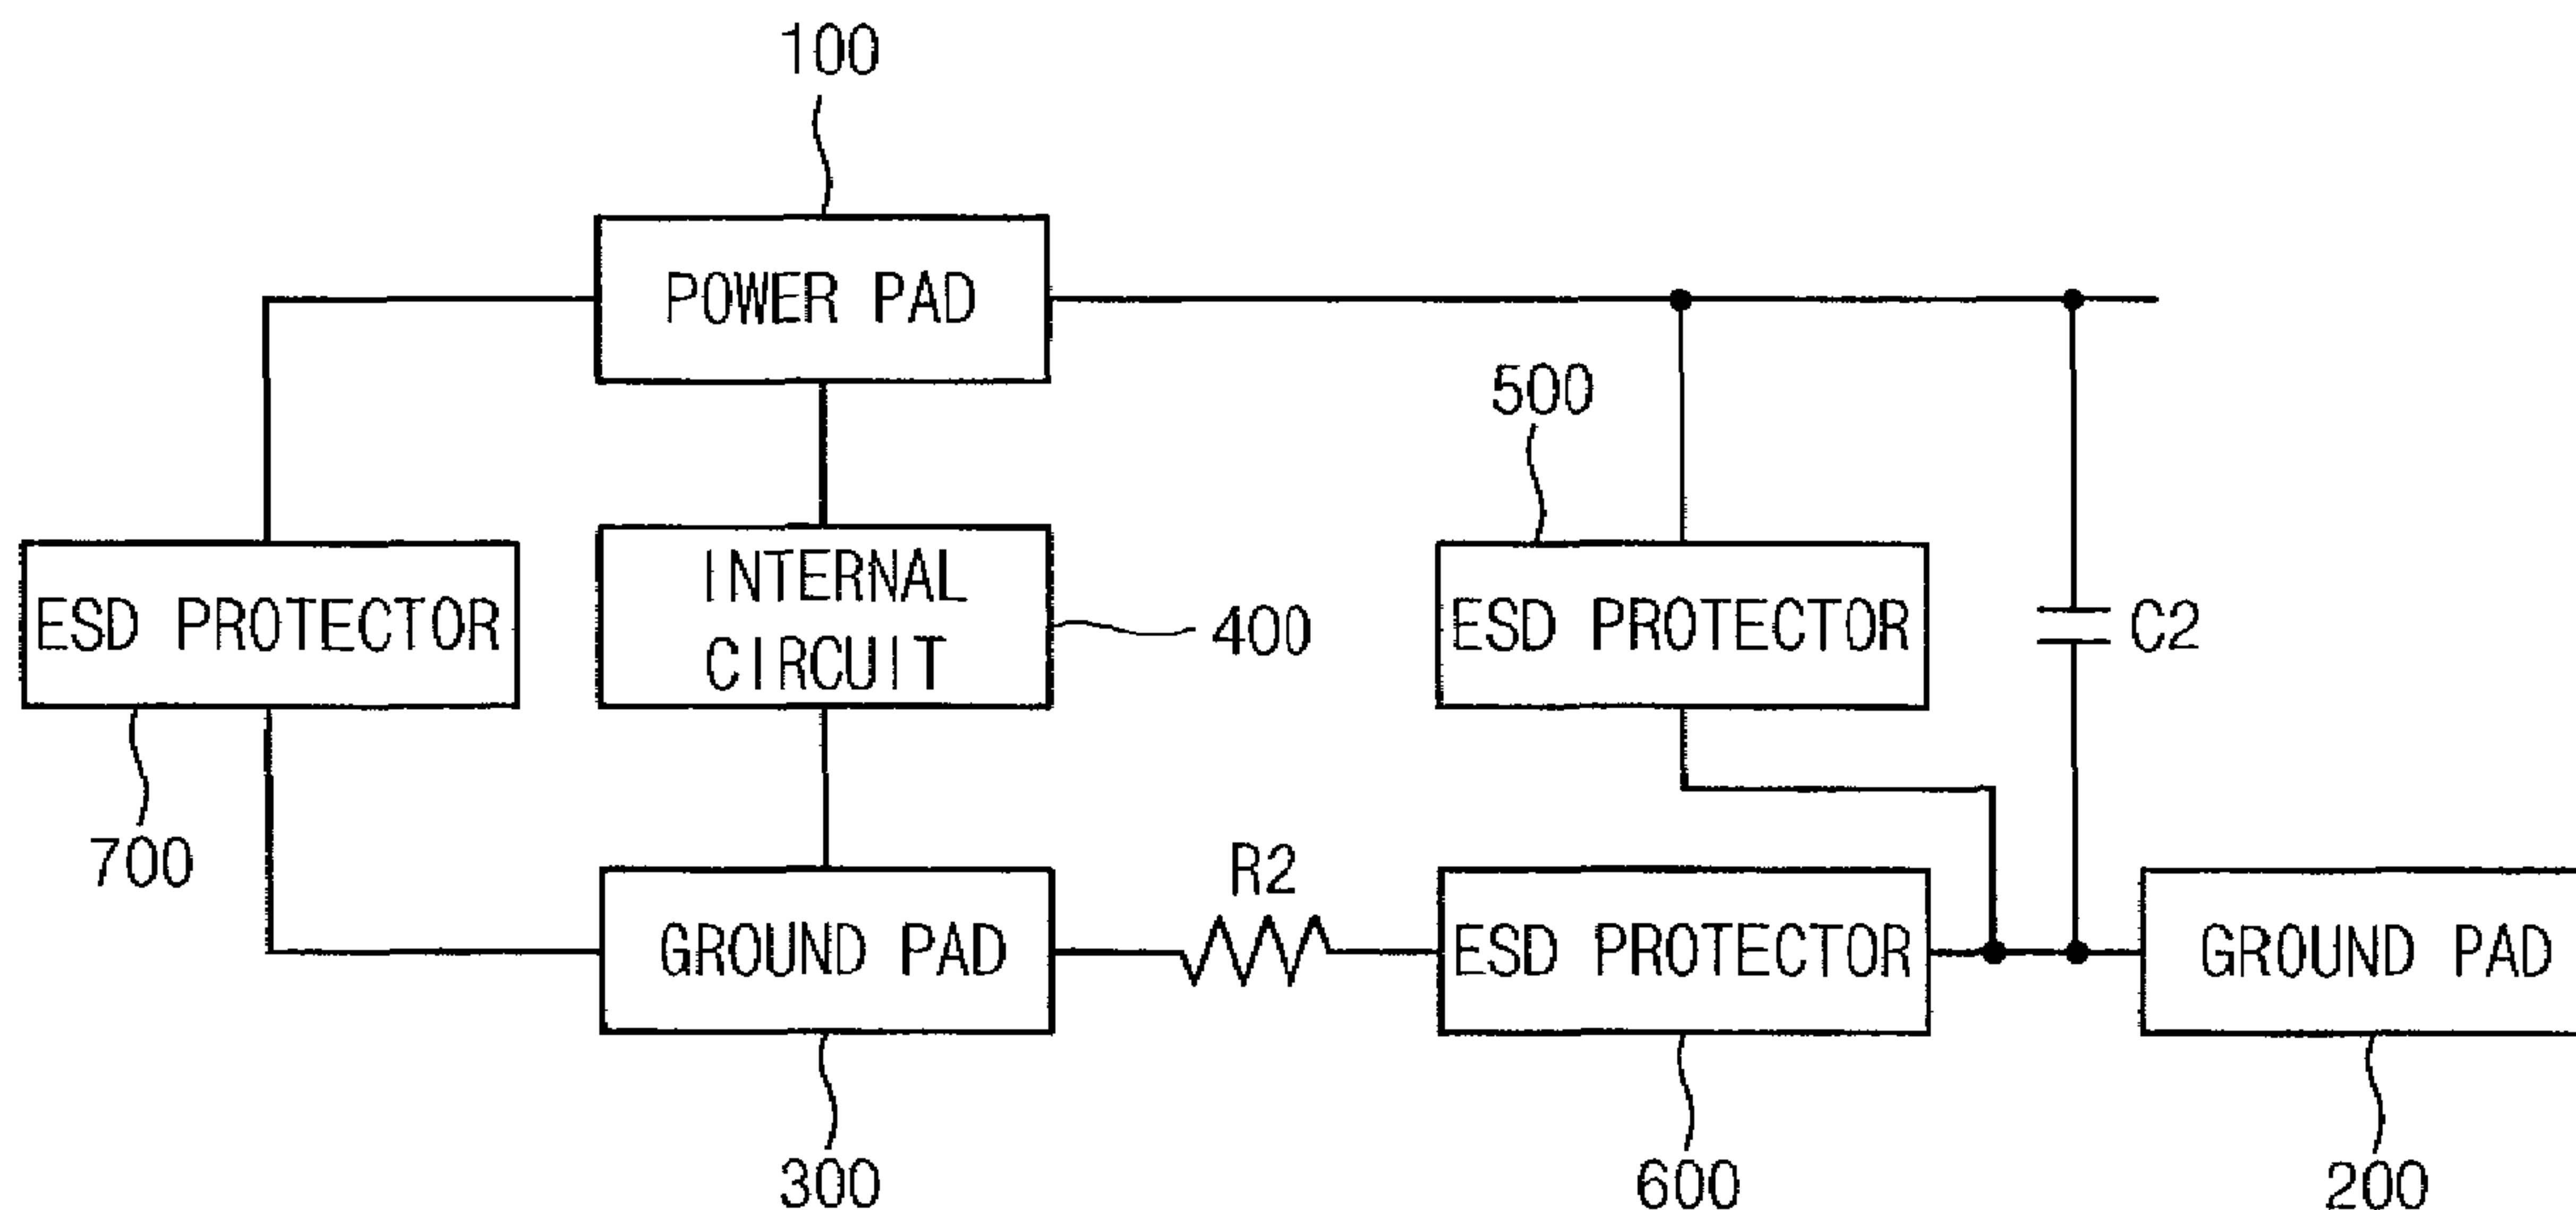 100
POWER PAD
500
INTERNAL
CIRCUIT
400
ESD PROTECTOR
ESD PROTECTOR
C2
700
R2
GROUND PAD
ESD PROTECTOR
GROUND PAD
300
600
200